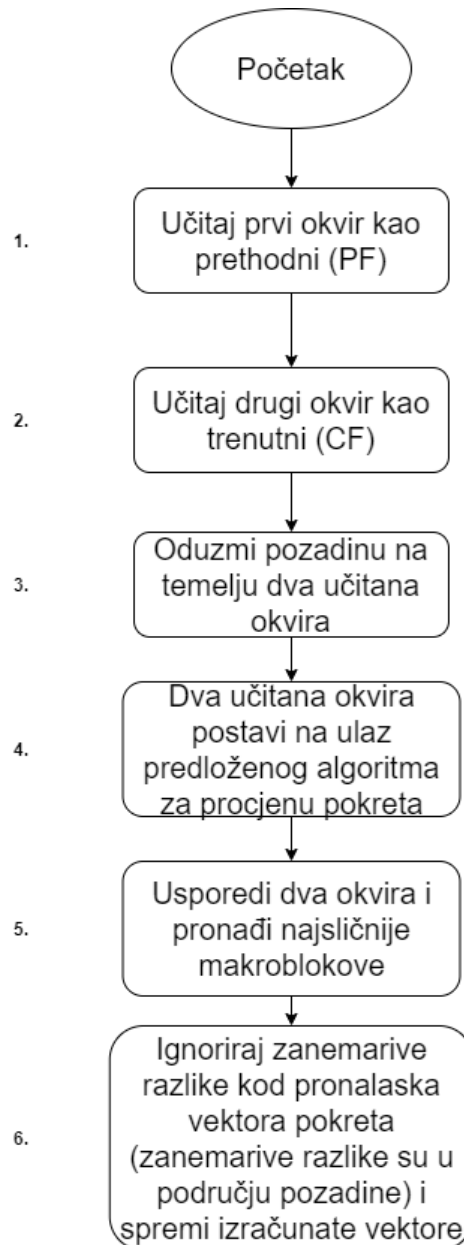 Početak
1.
Učitaj prvi okvir kao
prethodni (PF)
2.
Učitaj drugi okvir kao
trenutni (CF)
3.
Oduzmi pozadinu na
temelju dva učitana
okvira
4.
Dva učitana okvira
postavi na ulaz
predloženog algoritma
za procjenu pokreta
5.
Usporedi dva okvira i
pronađi najsličnije
makroblokove
6.
Ignoriraj zanemarive
razlike kod pronalaska
vektora pokreta
(zanemarive razlike su u
području pozadine) i
spremi izračunate vektore